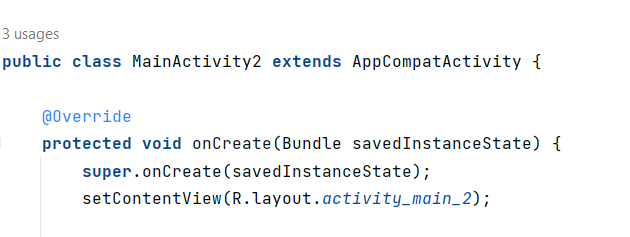 3 usages
public class MainActivity2 extends AppCompatActivity {
@Override
protected void onCreate(Bundle savedInstanceState) {
super.onCreate(savedInstanceState);
setContentView(R.layout.activity_main_2);